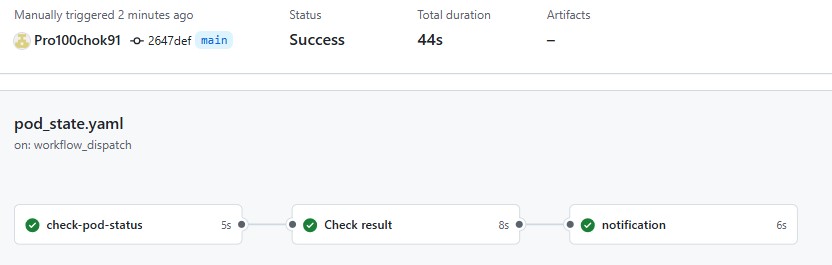 Manually triggered 2 minutes ago
Status
Total duration
Artifacts
Pro100chok91 2647def main
Success
44s
–
pod_state.yaml
on: workflow_dispatch
check-pod-status 5s
Check result 8s
notification 6s